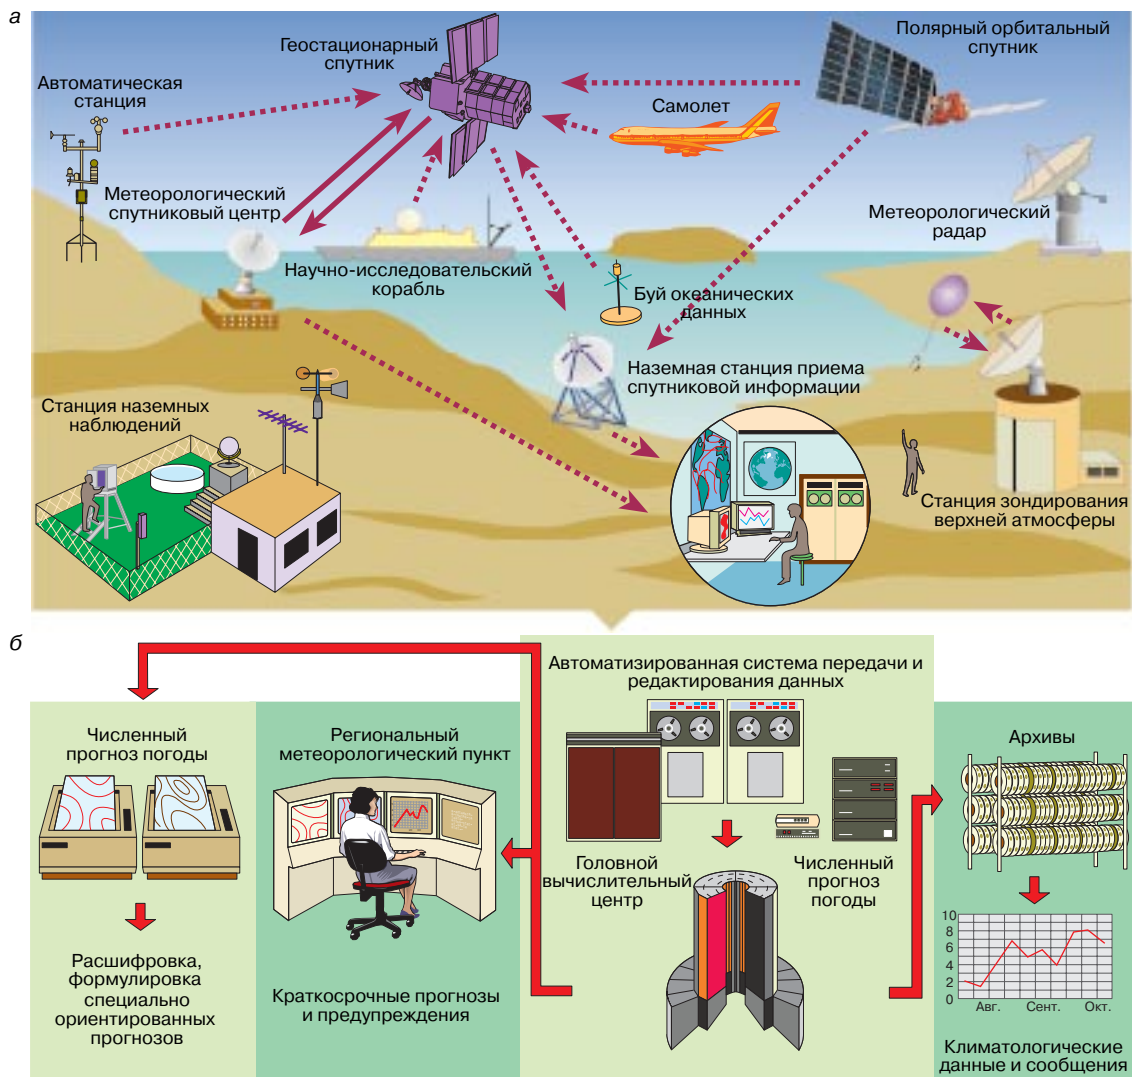 а
Геостационарный
спутник
Полярный орбитальный
спутник
Автоматическая
станция
Самолет
Метеорологический
спутниковый центр
Метеорологический
радар
Научно-исследовательский
корабль
Буй океанических
данных
Наземная станция приема
спутниковой информации
Станция наземных
наблюдений
Станция зондирования
верхней атмосферы
б
Автоматизированная система передачи и
редактирования данных
Численный
прогноз погоды
Региональный
метеорологический пункт
Архивы
Головной
вычислительный
центр
Численный
прогноз
погоды
Расшифровка,
формулировка
специально
ориентированных
прогнозов
Краткосрочные прогнозы
и предупреждения
10
8
6
4
2
0
Авг. Сент. Окт.
Климатологические
данные и сообщения